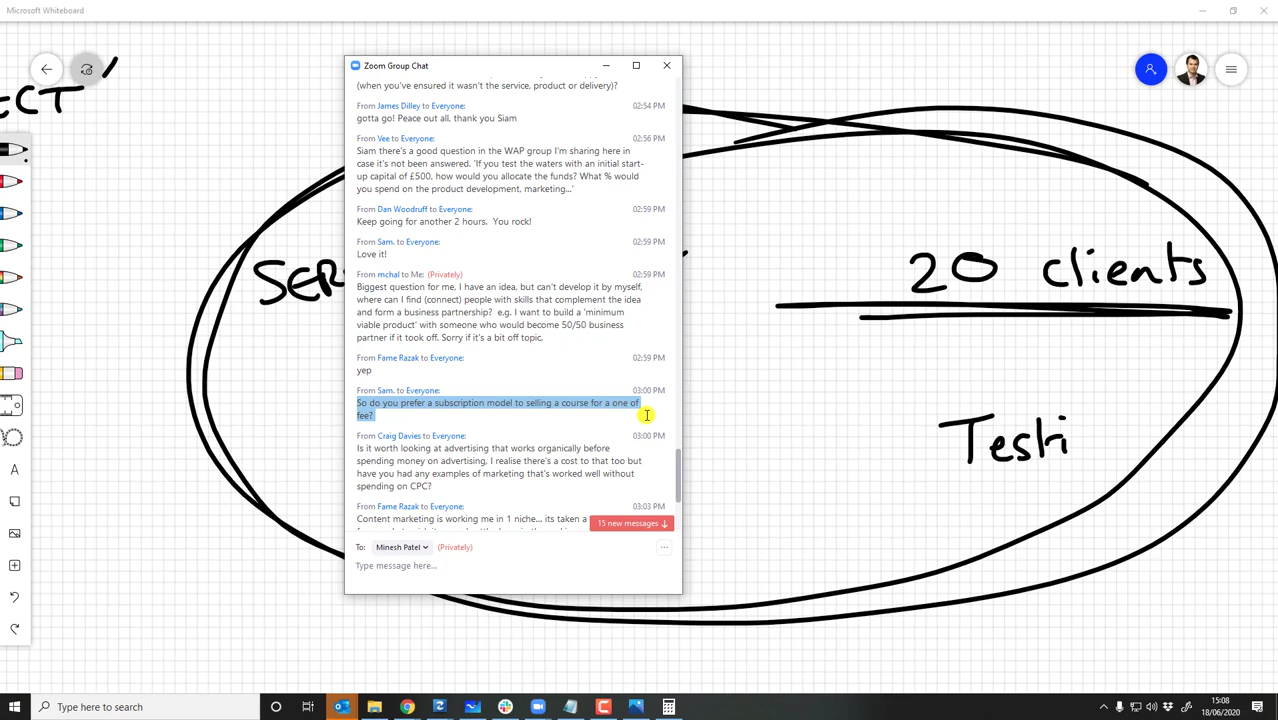 Microsoft Whiteboard
ECT
Zoom Group Chat
(when you've ensured it wasn't the service, product or delivery)?
From James Dilley to Everyone: 02:54 PM
gotta go! Peace out all, thank you Siam
From Vee to Everyone: 02:56 PM
Siam there's a good question in the WAP group I'm sharing here in
case it's not been answered. 'If you test the waters with an initial start-
up capital of £500, how would you allocate the funds? What % would
you spend on the product development, marketing...'
From Dan Woodruff to Everyone: 02:59 PM
Keep going for another 2 hours. You rock!
From Sam. to Everyone: 02:59 PM
Love it!
From mchal to Me: (Privately) 02:59 PM
Biggest question for me, I have an idea, but can't develop it by myself,
where can I find (connect) people with skills that complement the idea
and form a business partnership? e.g. I want to build a 'minimum
viable product' with someone who would become 50/50 business
partner if it took off. Sorry if it's a bit off topic.
From Fame Razak to Everyone: 02:59 PM
yep
From Sam. to Everyone: 03:00 PM
So do you prefer a subscription model to selling a course for a one of
fee?
From Craig Davies to Everyone: 03:00 PM
Is it worth looking at advertising that works organically before
spending money on advertising, I realise there's a cost to that too but
have you had any examples of marketing that's worked well without
spending on CPC?
From Fame Razak to Everyone: 03:03 PM
Content marketing is working me in 1 niche... its taken a
15 new messages
To: Minesh Patel (Privately)
Type message here...
SER
20 clients
Testi
Type here to search
15:08
18/06/2020